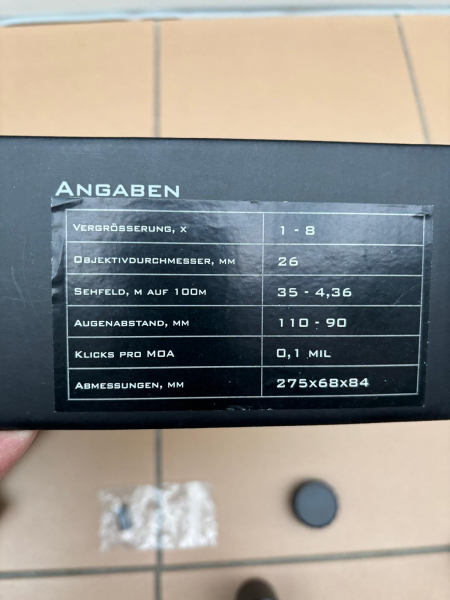 ANGABEN
VERGRÖSSERUNG, X 1 - 8
OBJEKTIVDURCHMESSER, MM 26
SEHFELD, M AUF 100M 35 - 4,36
AUGENABSTAND, MM 110 - 90
KLICKS PRO MOA 0,1 MIL
ABMESSUNGEN, MM 275X68X84